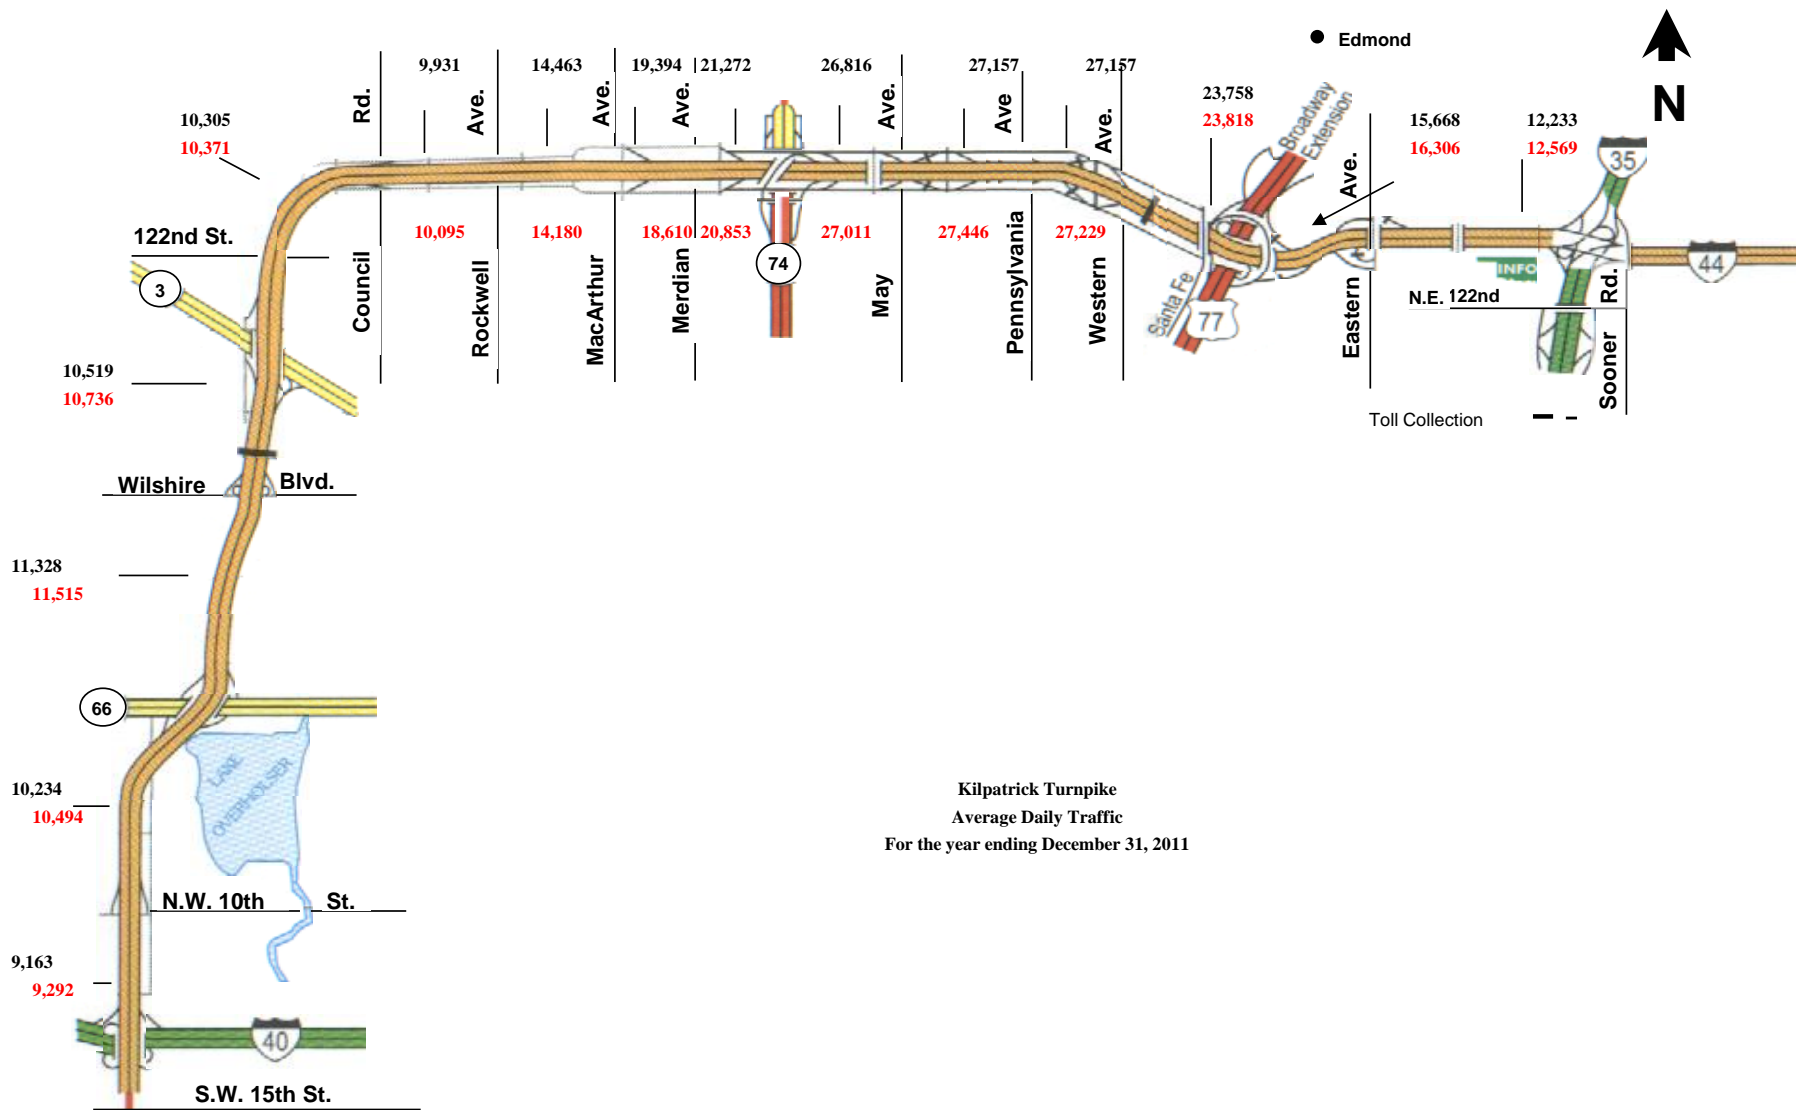 Edmond
N
9,931
14,463
19,394
21,272
26,816
27,157
27,157
23,758
23,818
10,305
10,371
15,668
16,306
12,233
12,569
Council Rd.
Rockwell Ave.
MacArthur Ave.
Merdian Ave.
May Ave.
Pennsylvania Ave
Western Ave.
Broadway
Extension
Eastern Ave.
35
10,095
14,180
18,610
20,853
27,011
27,446
27,229
122nd St.
3
74
Santa Fe
77
INFO
44
N.E. 122nd
Sooner Rd.
10,519
10,736
Toll Collection
Wilshire Blvd.
11,328
11,515
66
LAKE
OVERHOLSER
10,234
10,494
Kilpatrick Turnpike
Average Daily Traffic
For the year ending December 31, 2011
N.W. 10th St.
9,163
9,292
40
S.W. 15th St.